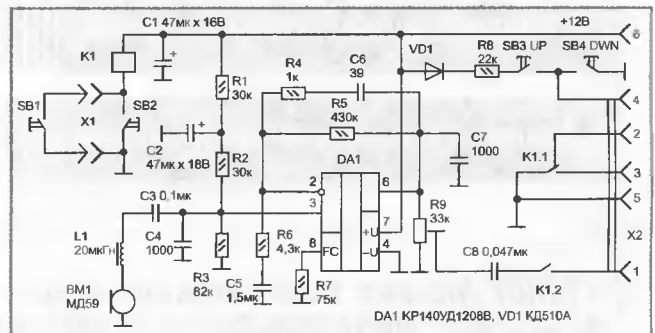 C1 47мк x 16В
K1
SB1
X1
SB2
C2
47мк x 16В
R1
30к
R2
30к
C3 0,1мк
L1
20мкГн
C4
1000
BM1
МД59
R3
82к
R4
1к
C6
39
R5
430к
DA1
2
3
8
FC
6
7
+U
4
-U
R6
4,3к
C5
1,5мк
R7
75к
C7
1000
R9
33к
C8 0,047мк
VD1
R8
22к
SB3 UP
SB4 DWN
+12В
6
4
2
3
5
X2
1
K1.1
K1.2
DA1 КР140УД1208В, VD1 КД510А